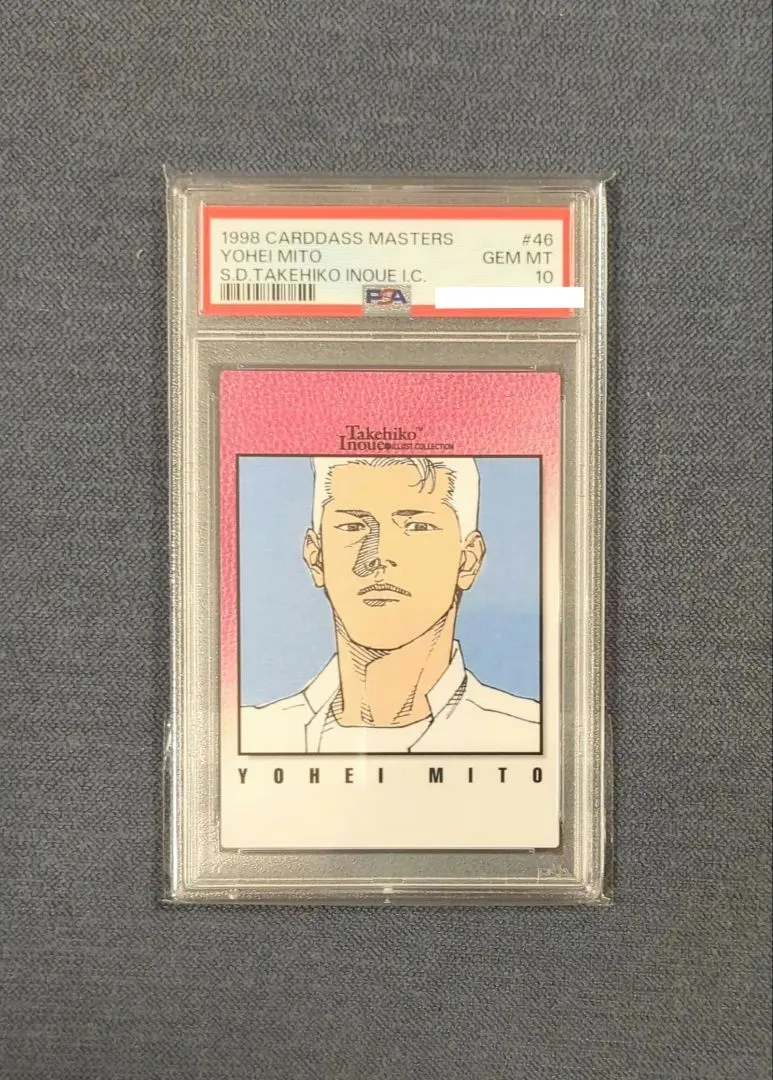 1998 CARDDASS MASTERS #46
YOHEI MITO GEM MT
S.D.TAKEHIKO INOUE I.C. 10
PSA
Takehiko
Inoue ILLUST COLLECTION
YOHEI MITO